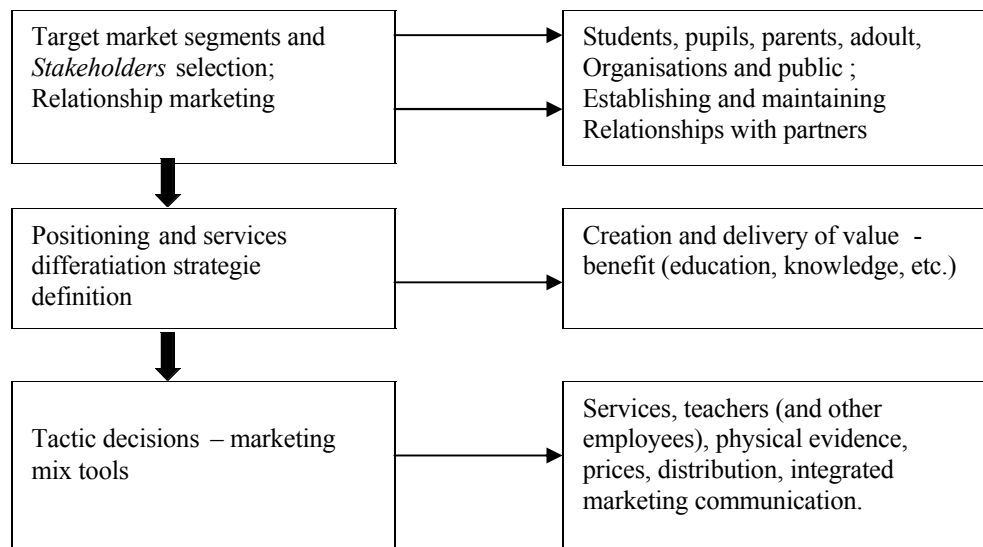 Target market segments and
Stakeholders selection;
Relationship marketing
Students, pupils, parents, adoult,
Organisations and public ;
Establishing and maintaining
Relationships with partners
Positioning and services
differatiation strategie
definition
Creation and delivery of value -
benefit (education, knowledge, etc.)
Tactic decisions – marketing
mix tools
Services, teachers (and other
employees), physical evidence,
prices, distribution, integrated
marketing communication.